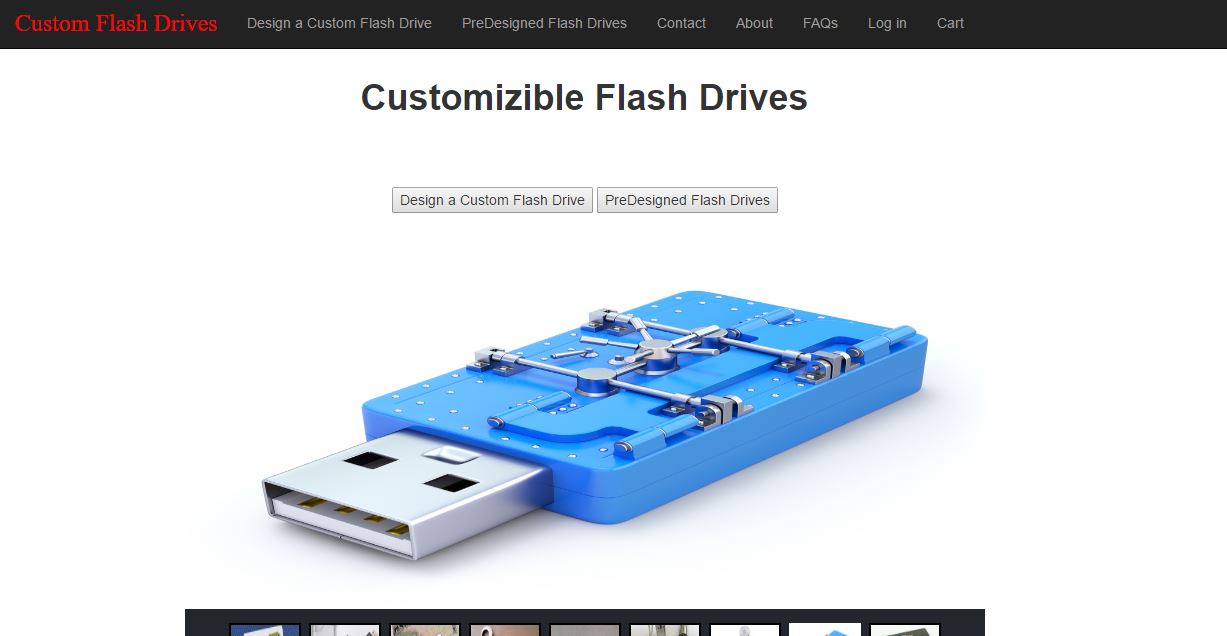 Custom Flash Drives Design a Custom Flash Drive PreDesigned Flash Drives Contact About FAQs Log in Cart
Customizible Flash Drives
Design a Custom Flash Drive PreDesigned Flash Drives